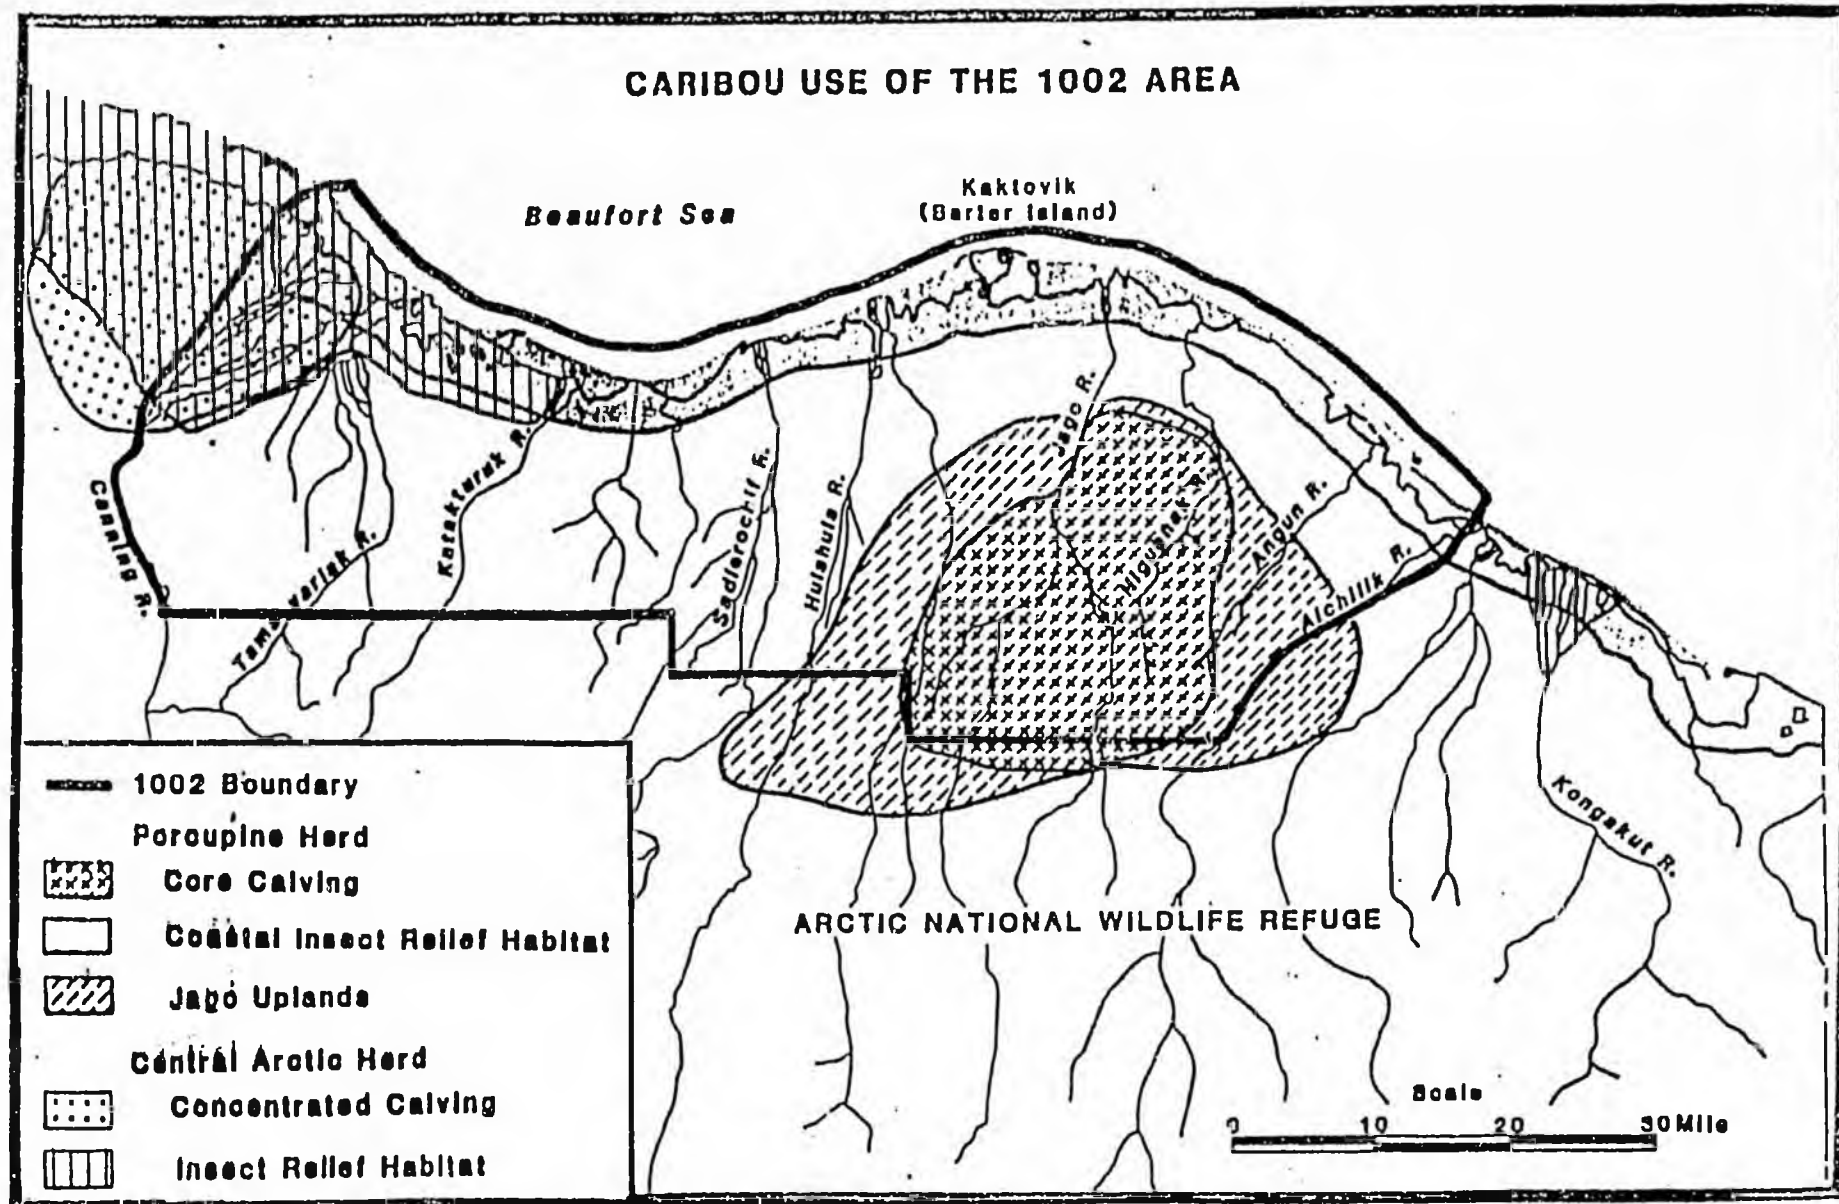 CARIBOU USE OF THE 1002 AREA
Kaktovik
(Barter Island)
Beaufort Sea
Canning R.
Katakturuk R.
Sadlerochit R.
Hulahula R.
Jago R.
Angun R.
Aichilik R.
Kongakut R.
1002 Boundary
Porcupine Herd
Core Calving
Coastal Insect Relief Habitat
Jago Uplands
Central Arctic Herd
Concentrated Calving
Insect Relief Habitat
ARCTIC NATIONAL WILDLIFE REFUGE
Scale
0 10 20 30 Mile